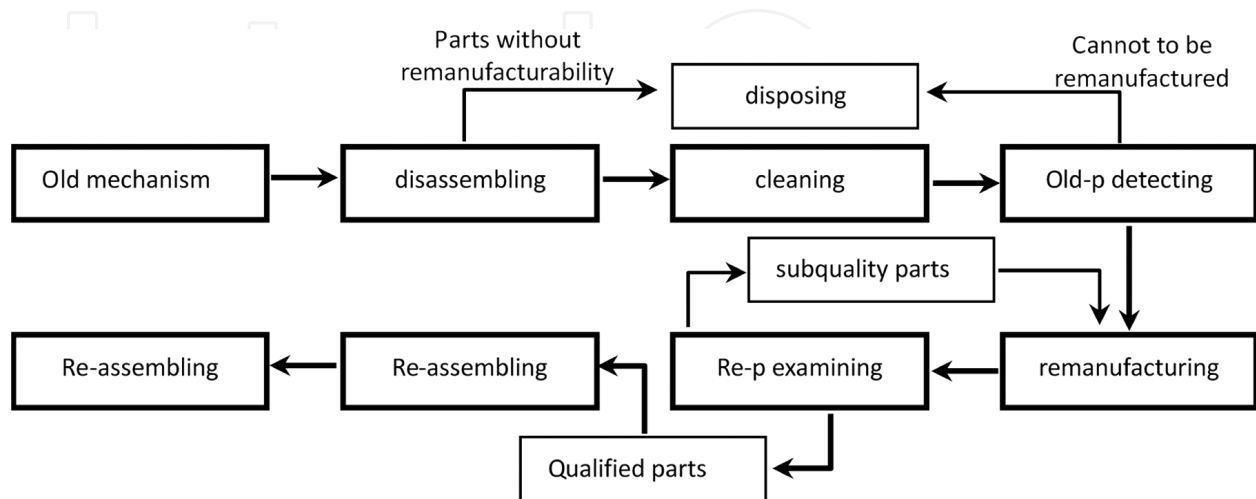 Parts without
remanufacturability
Cannot to be
remanufactured
disposing
Old mechanism
disassembling
cleaning
Old-p detecting
subquality parts
Re-assembling
Re-assembling
Re-p examining
remanufacturing
Qualified parts